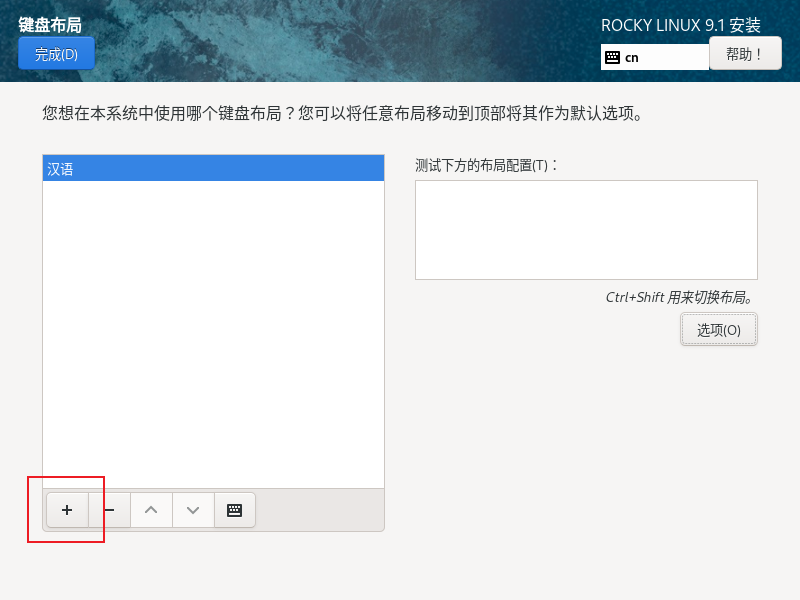 键盘布局
ROCKY LINUX 9.1 安装
完成(D)
cn
帮助！
您想在本系统中使用哪个键盘布局？您可以将任意布局移动到顶部将其作为默认选项。
汉语
测试下方的布局配置(T)：
Ctrl+Shift 用来切换布局。
选项(O)